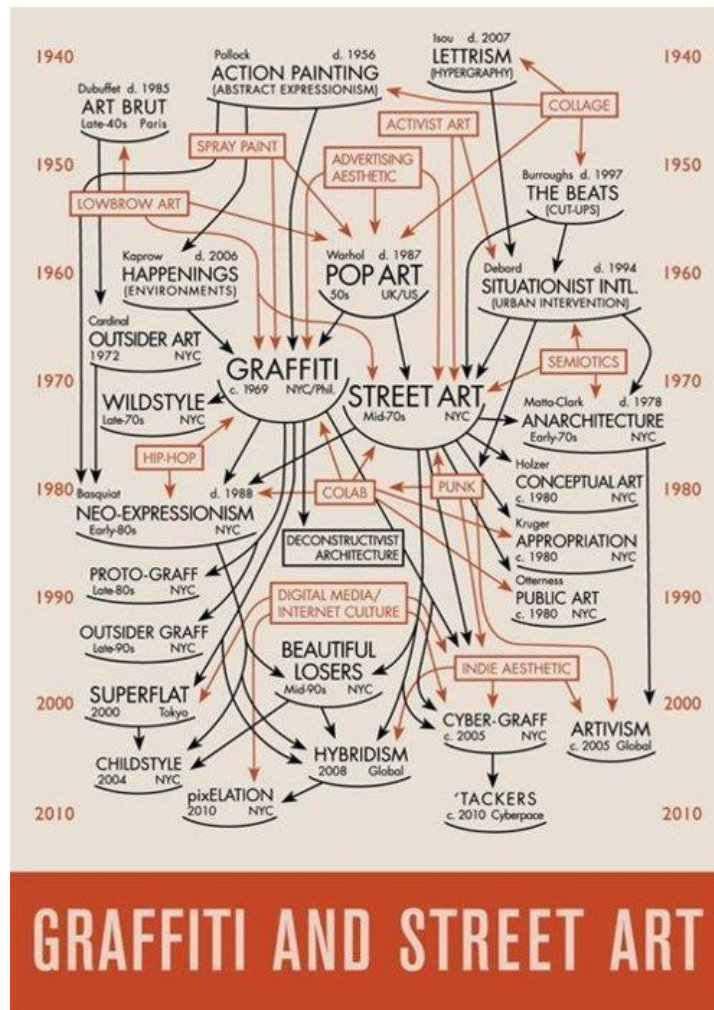 1940
Pollock d. 1956
ACTION PAINTING
(ABSTRACT EXPRESSIONISM)
Isou d. 2007
LETTRISM
(HYPERGRAPHY)
1940
Dubuffet d. 1985
ART BRUT
Late-40s Paris
COLLAGE
ACTIVIST ART
SPRAY PAINT
ADVERTISING
AESTHETIC
1950
1950
Burroughs d. 1997
THE BEATS
(CUT-UPS)
LOWBROW ART
Kaprow d. 2006
HAPPENINGS
(ENVIRONMENTS)
Warhol d. 1987
POP ART
50s UK/US
Debord d. 1994
SITUATIONIST INTL.
(URBAN INTERVENTION)
1960
1960
Cardinal
OUTSIDER ART
1972 NYC
GRAFFITI
c. 1969 NYC/Phil.
SEMIOTICS
1970
1970
WILDSTYLE
Late-70s NYC
STREET ART
Mid-70s NYC
Matta-Clark d. 1978
ANARCHITECTURE
Early-70s NYC
HIP-HOP
Holzer
CONCEPTUAL ART
c. 1980 NYC
1980
1980
Basquiat d. 1988
NEO-EXPRESSIONISM
Early-80s NYC
COLAB
PUNK
DECONSTRUCTIVIST
ARCHITECTURE
Kruger
APPROPRIATION
c. 1980 NYC
PROTO-GRAFF
Late-80s NYC
Otterness
PUBLIC ART
c. 1980 NYC
1990
1990
DIGITAL MEDIA/
INTERNET CULTURE
OUTSIDER GRAFF
Late-90s NYC
BEAUTIFUL
LOSERS
Mid-90s NYC
INDIE AESTHETIC
SUPERFLAT
2000 Tokyo
2000
2000
CYBER-GRAFF
c. 2005 NYC
ARTIVISM
c. 2005 Global
CHILDSTYLE
2004 NYC
HYBRIDISM
2008 Global
pixELATION
2010 NYC
'TACKERS
c. 2010 Cyberpace
2010
2010
GRAFFITI AND STREET ART